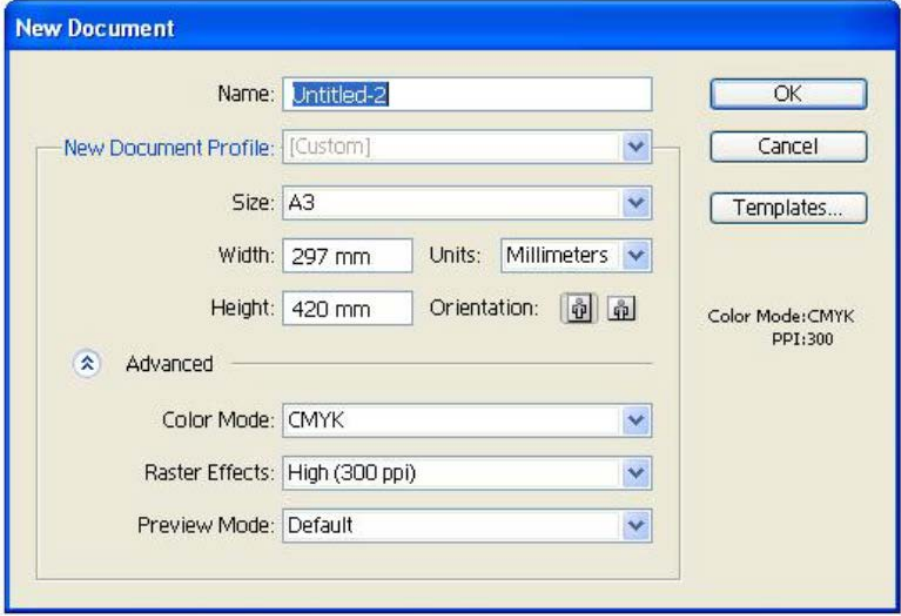 New Document
Name: Untitled-2
OK
New Document Profile: [Custom]
Cancel
Size: A3
Templates...
Width: 297 mm Units: Millimeters
Height: 420 mm Orientation:
Color Mode:CMYK
PPI:300
Advanced
Color Mode: CMYK
Raster Effects: High (300 ppi)
Preview Mode: Default